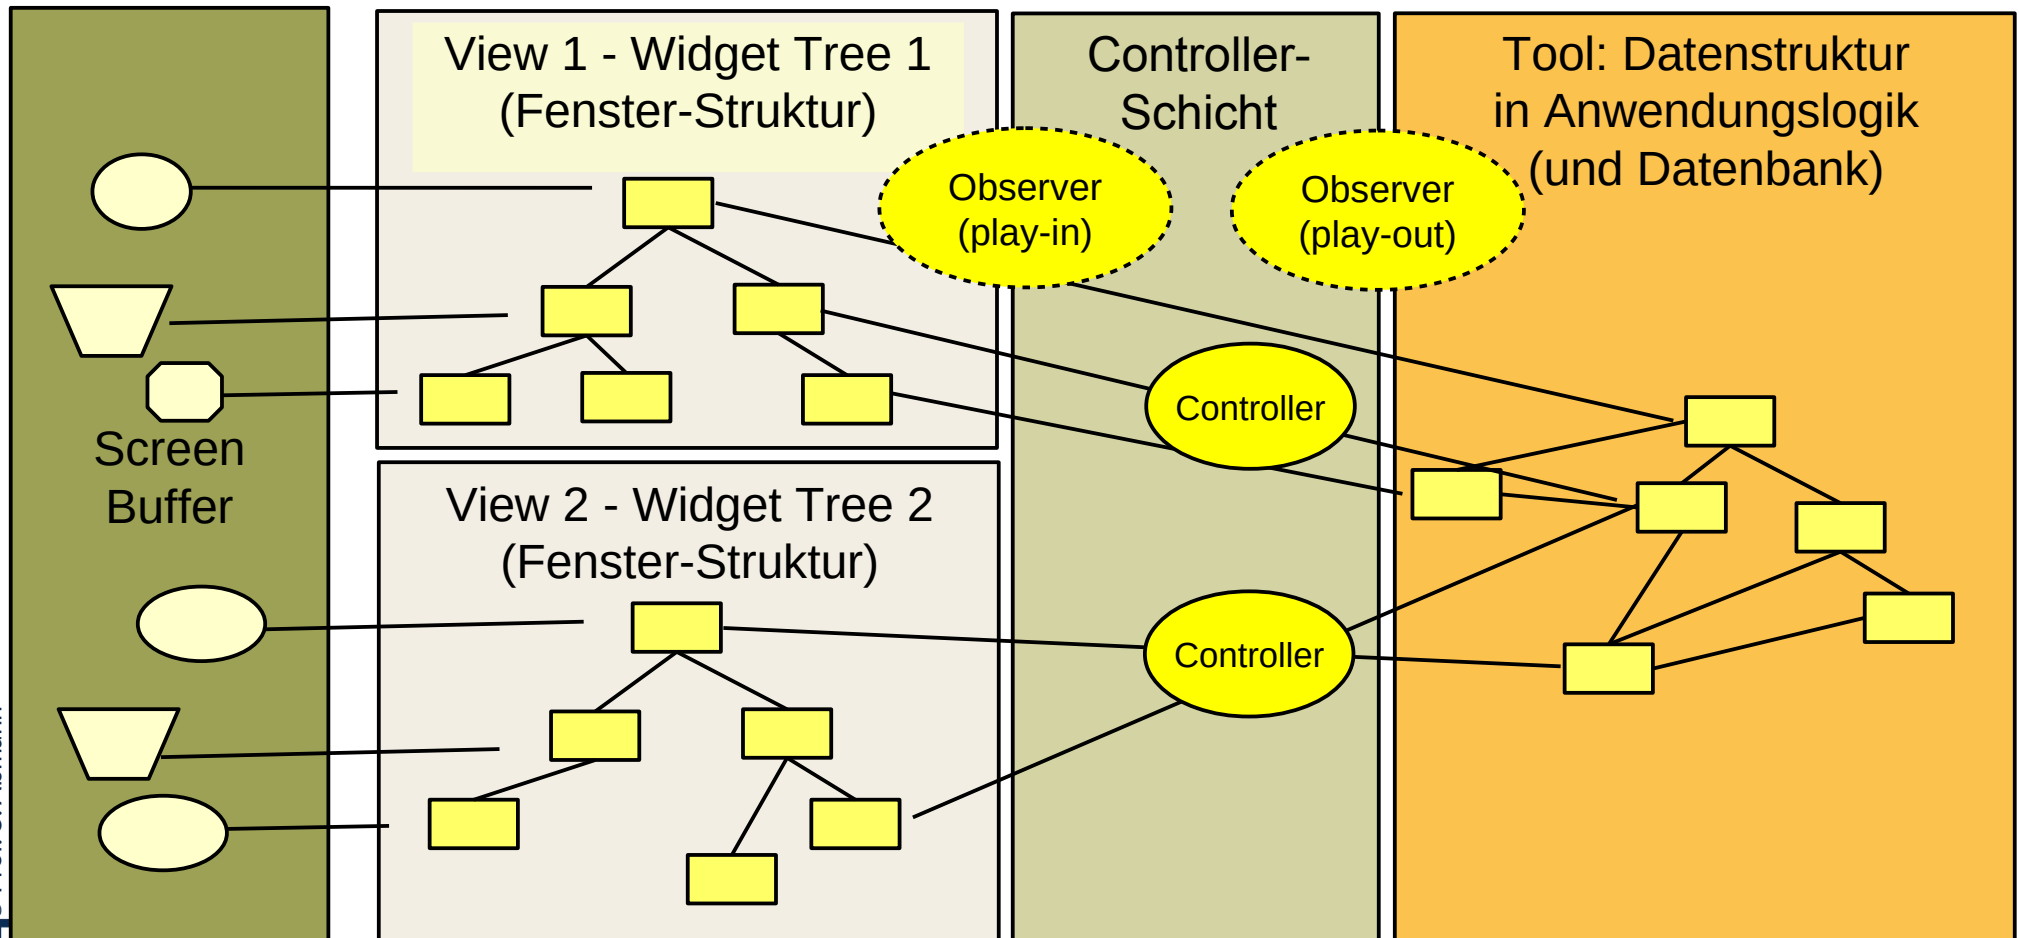 View 1 - Widget Tree 1
(Fenster-Struktur)
Controller-
Schicht
Tool: Datenstruktur
in Anwendungslogik
(und Datenbank)
Observer
(play-in)
Observer
(play-out)
Controller
Screen
Buffer
View 2 - Widget Tree 2
(Fenster-Struktur)
Controller